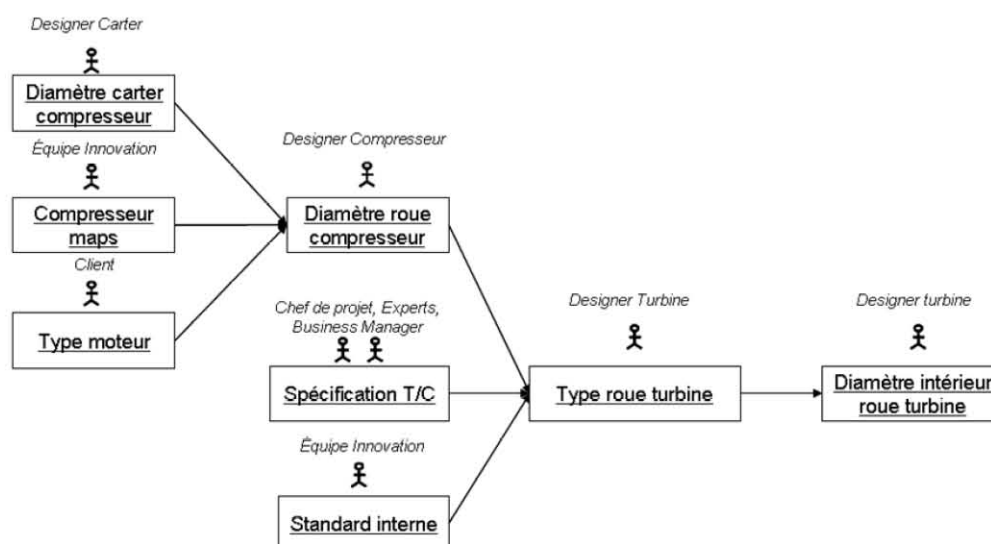 Designer Carter
Diamètre carter
compresseur
Équipe Innovation
Compresseur
maps
Client
Type moteur
Designer Compresseur
Diamètre roue
compresseur
Chef de projet, Experts,
Business Manager
Spécification T/C
Équipe Innovation
Standard interne
Designer Turbine
Type roue turbine
Designer turbine
Diamètre intérieur
roue turbine